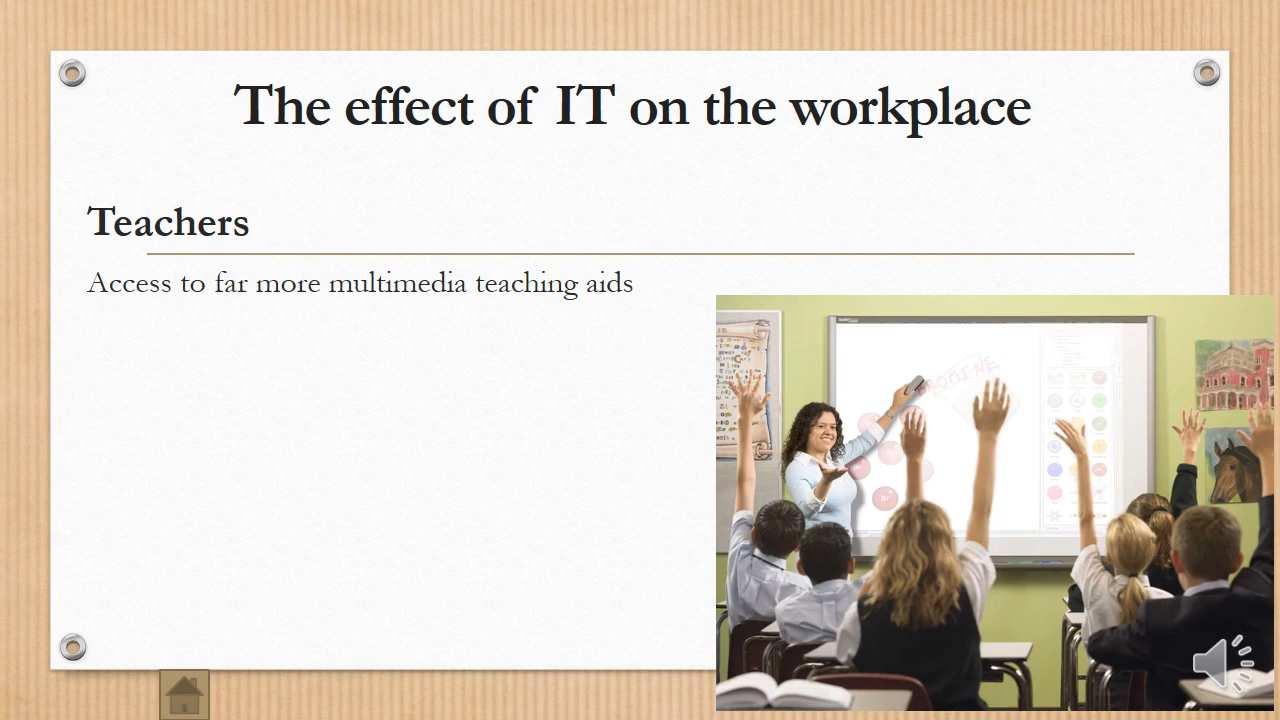 The effect of IT on the workplace
Teachers
Access to far more multimedia teaching aids